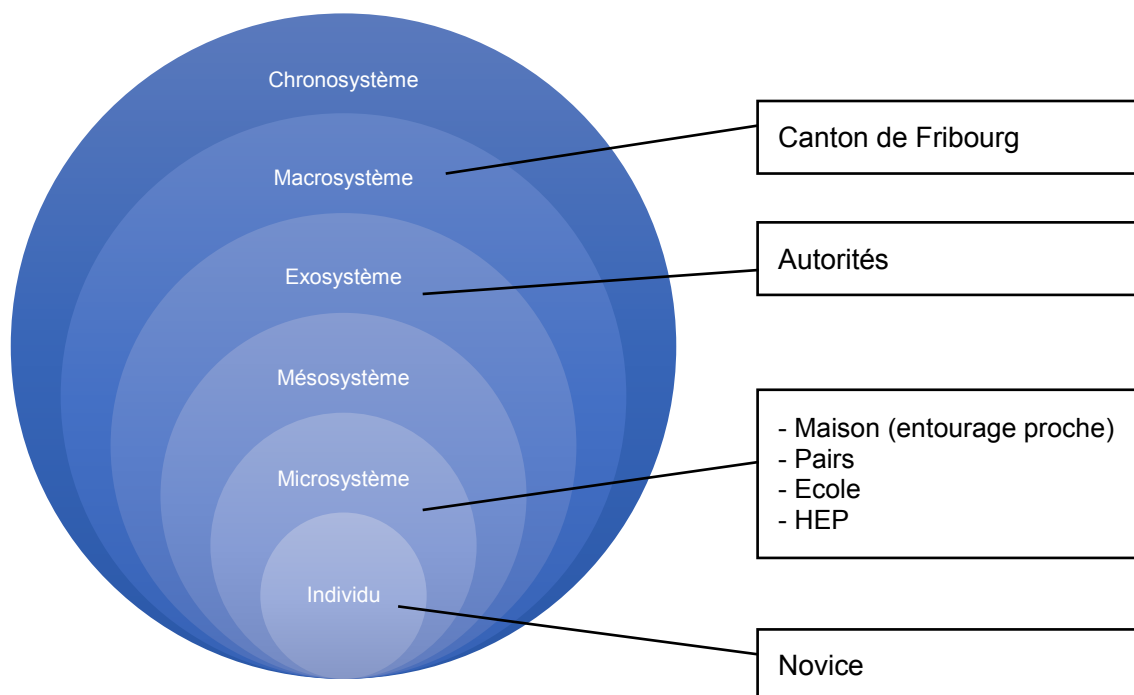 Chronosystème
Canton de Fribourg
Macrosystème
Autorités
Exosystème
Mésosystème
- Maison (entourage proche)
- Pairs
- Ecole
- HEP
Microsystème
Individu
Novice